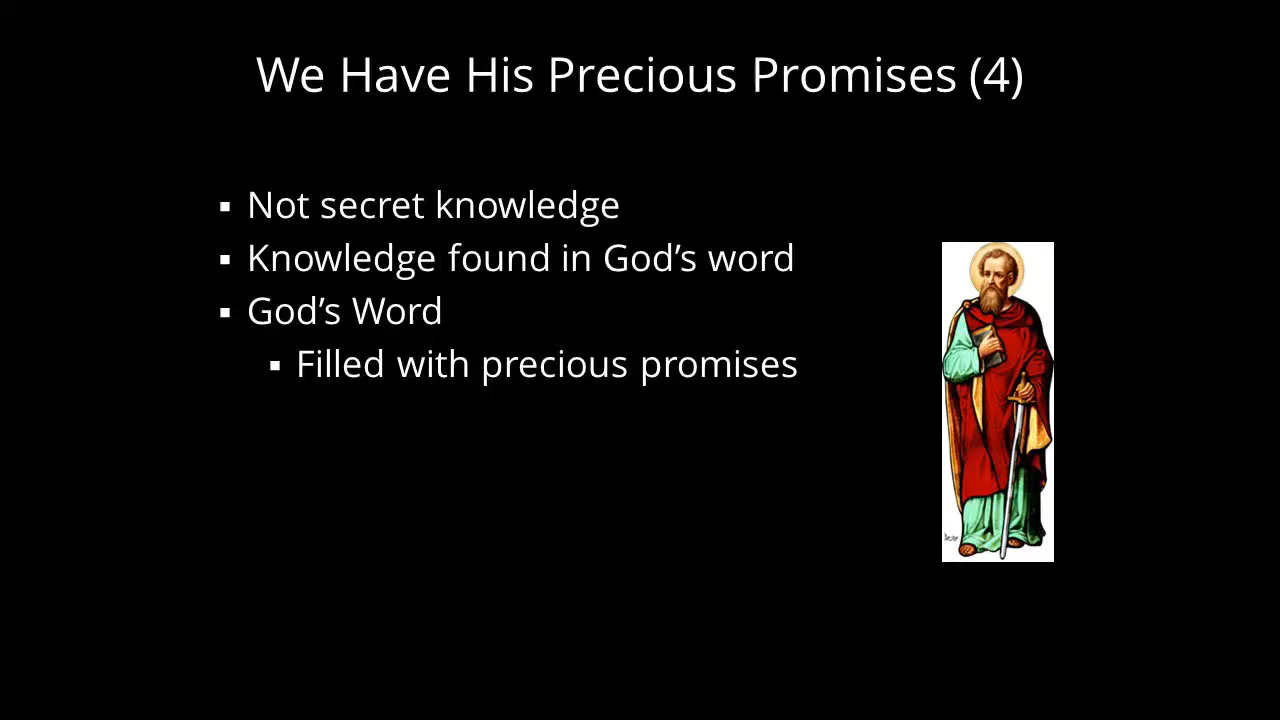 We Have His Precious Promises (4)
▪ Not secret knowledge
▪ Knowledge found in God’s word
▪ God’s Word
▪ Filled with precious promises